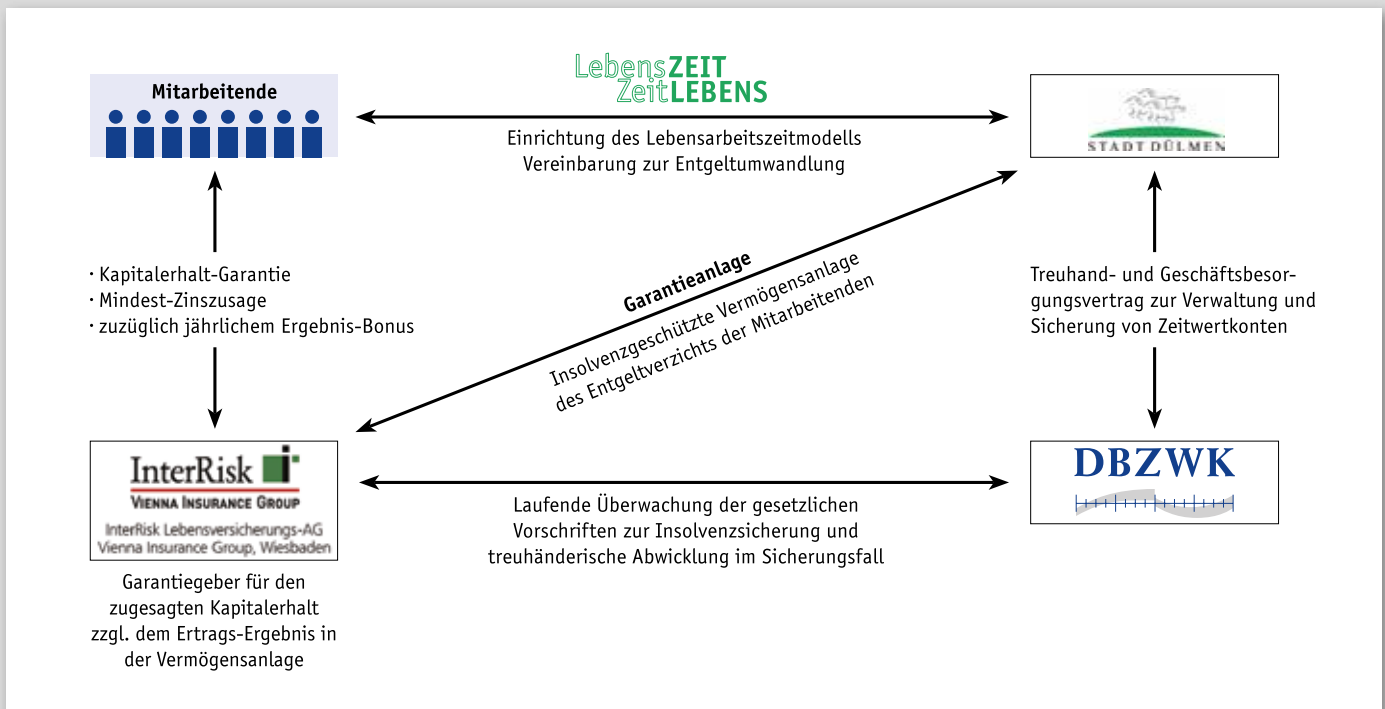 Mitarbeitende
LebensZEIT
ZeitLEBENS
Einrichtung des Lebensarbeitszeitmodells
Vereinbarung zur Entgeltumwandlung
STADT DÜLMEN
· Kapitalerhalt-Garantie
· Mindest-Zinszusage
· zuzüglich jährlichem Ergebnis-Bonus
Garantieanlage
Insolvenzgeschützte Vermögensanlage
des Entgeltverzichts der Mitarbeitenden
Treuhand- und Geschäftsbesor-
gungsvertrag zur Verwaltung und
Sicherung von Zeitwertkonten
InterRisk
VIENNA INSURANCE GROUP
InterRisk Lebensversicherungs-AG
Vienna Insurance Group, Wiesbaden
Garantiegeber für den
zugesagten Kapitalerhalt
zzgl. dem Ertrags-Ergebnis in
der Vermögensanlage
Laufende Überwachung der gesetzlichen
Vorschriften zur Insolvenzsicherung und
treuhänderische Abwicklung im Sicherungsfall
DBZWK